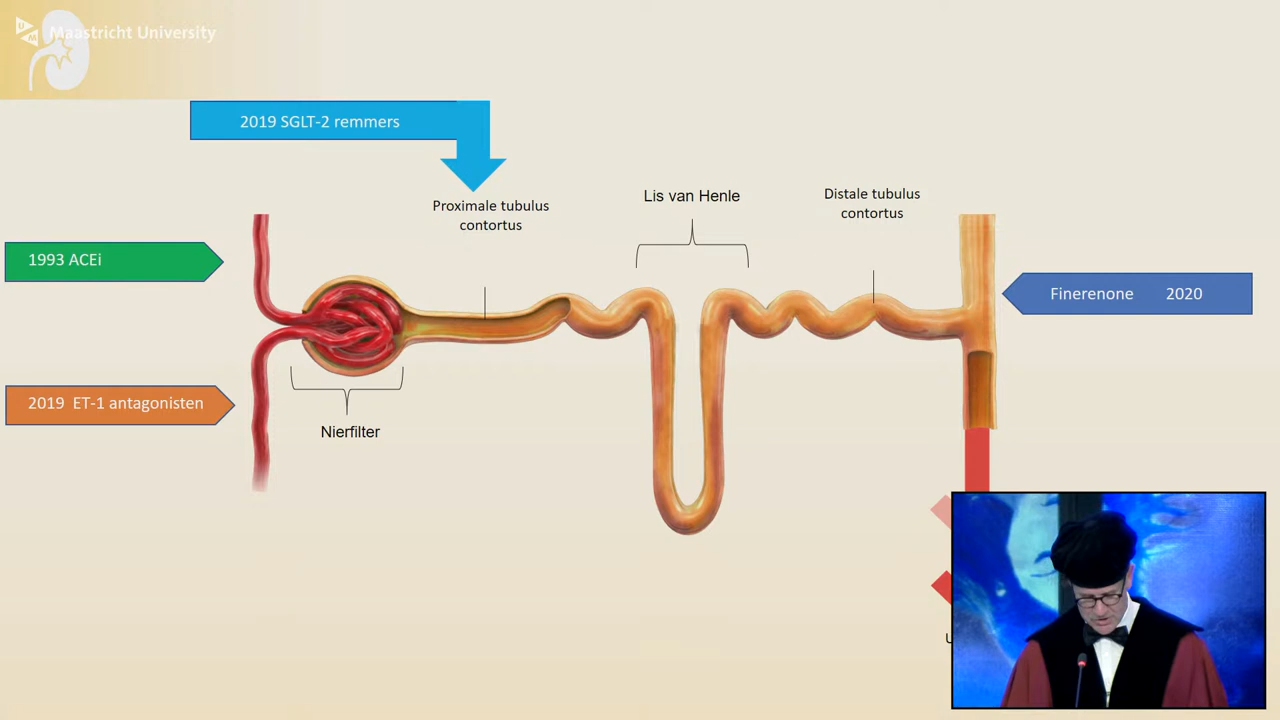 Maastricht University
2019 SGLT-2 remmers
Proximale tubulus
contortus
Lis van Henle
Distale tubulus
contortus
1993 ACEi
Finerenone 2020
2019 ET-1 antagonisten
Nierfilter